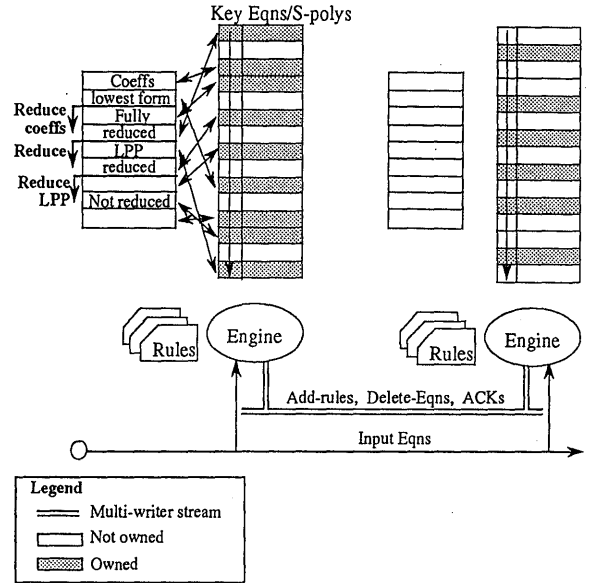 Key Eqns/S-polys
Coeffs
lowest form
Reduce
coeffs
Fully
reduced
Reduce
LPP
reduced
Reduce
LPP
Not reduced
Rules
Engine
Rules
Engine
Add-rules, Delete-Eqns, ACKs
Input Eqns
Legend
Multi-writer stream
Not owned
Owned